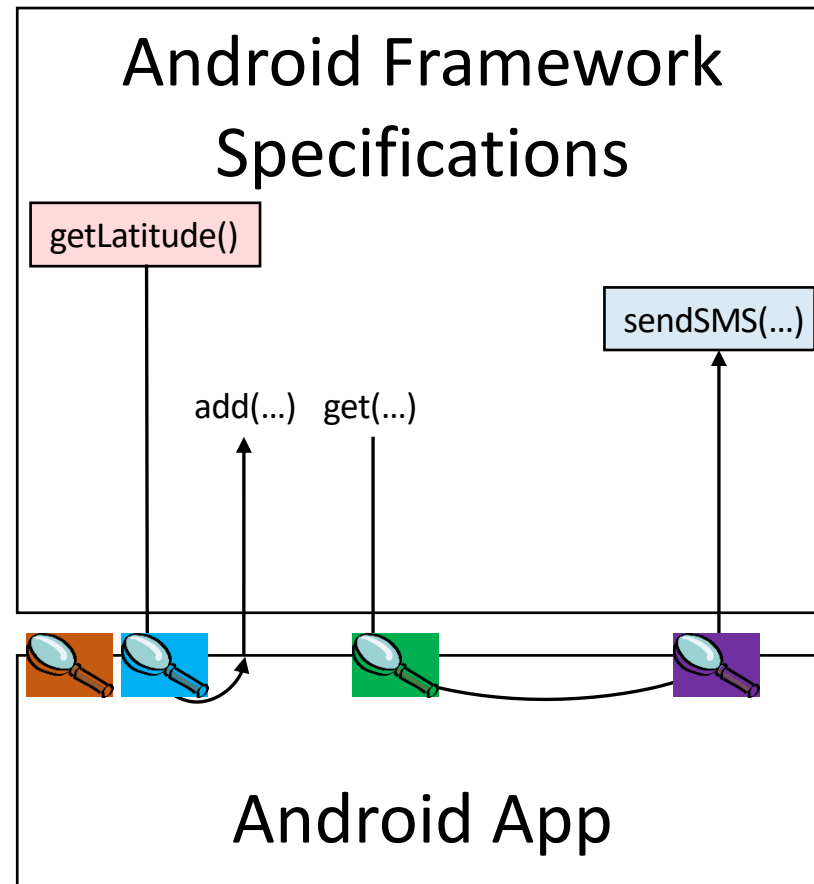 Android Framework
Specifications
getLatitude()
sendSMS(…)
add(…) get(…)
Android App